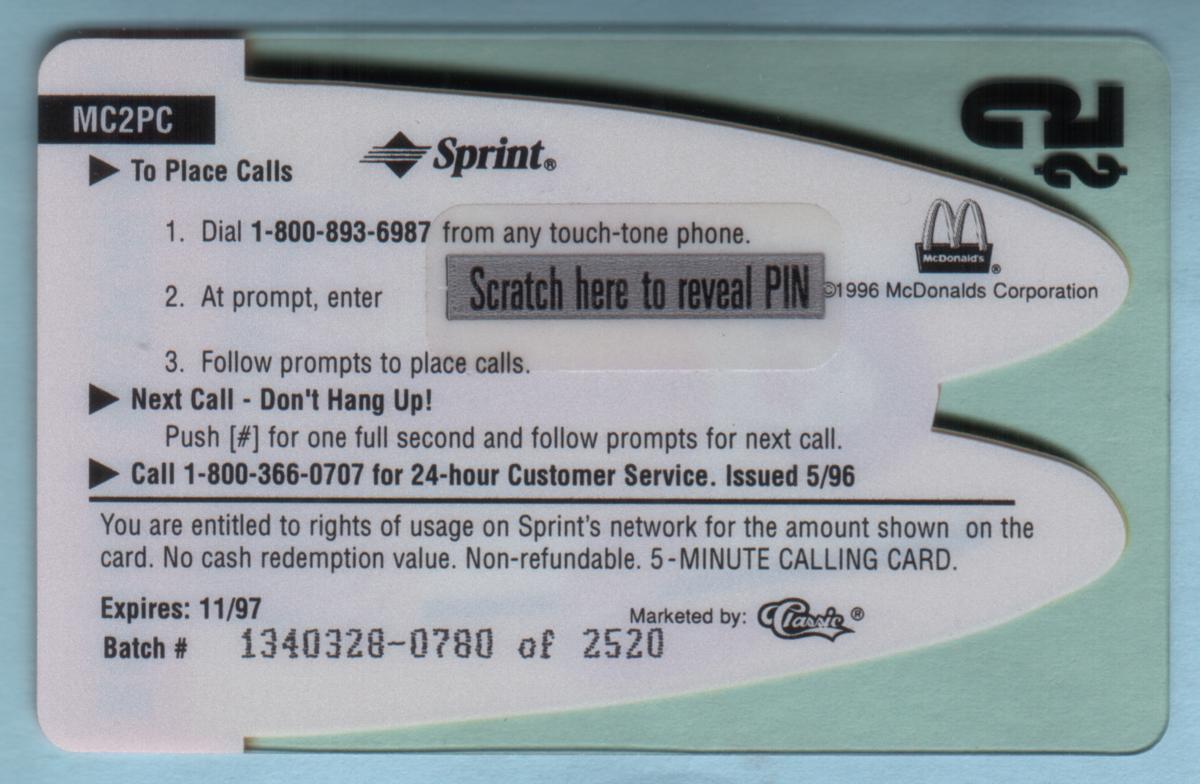 MC2PC
To Place Calls
Sprint®
$5
1. Dial 1-800-893-6987 from any touch-tone phone.
McDonald's®
2. At prompt, enter Scratch here to reveal PIN
©1996 McDonalds Corporation
3. Follow prompts to place calls.
Next Call - Don't Hang Up!
Push [#] for one full second and follow prompts for next call.
Call 1-800-366-0707 for 24-hour Customer Service. Issued 5/96
You are entitled to rights of usage on Sprint's network for the amount shown on the
card. No cash redemption value. Non-refundable. 5-MINUTE CALLING CARD.
Expires: 11/97
Marketed by: Classic®
Batch # 1340328-0780 of 2520